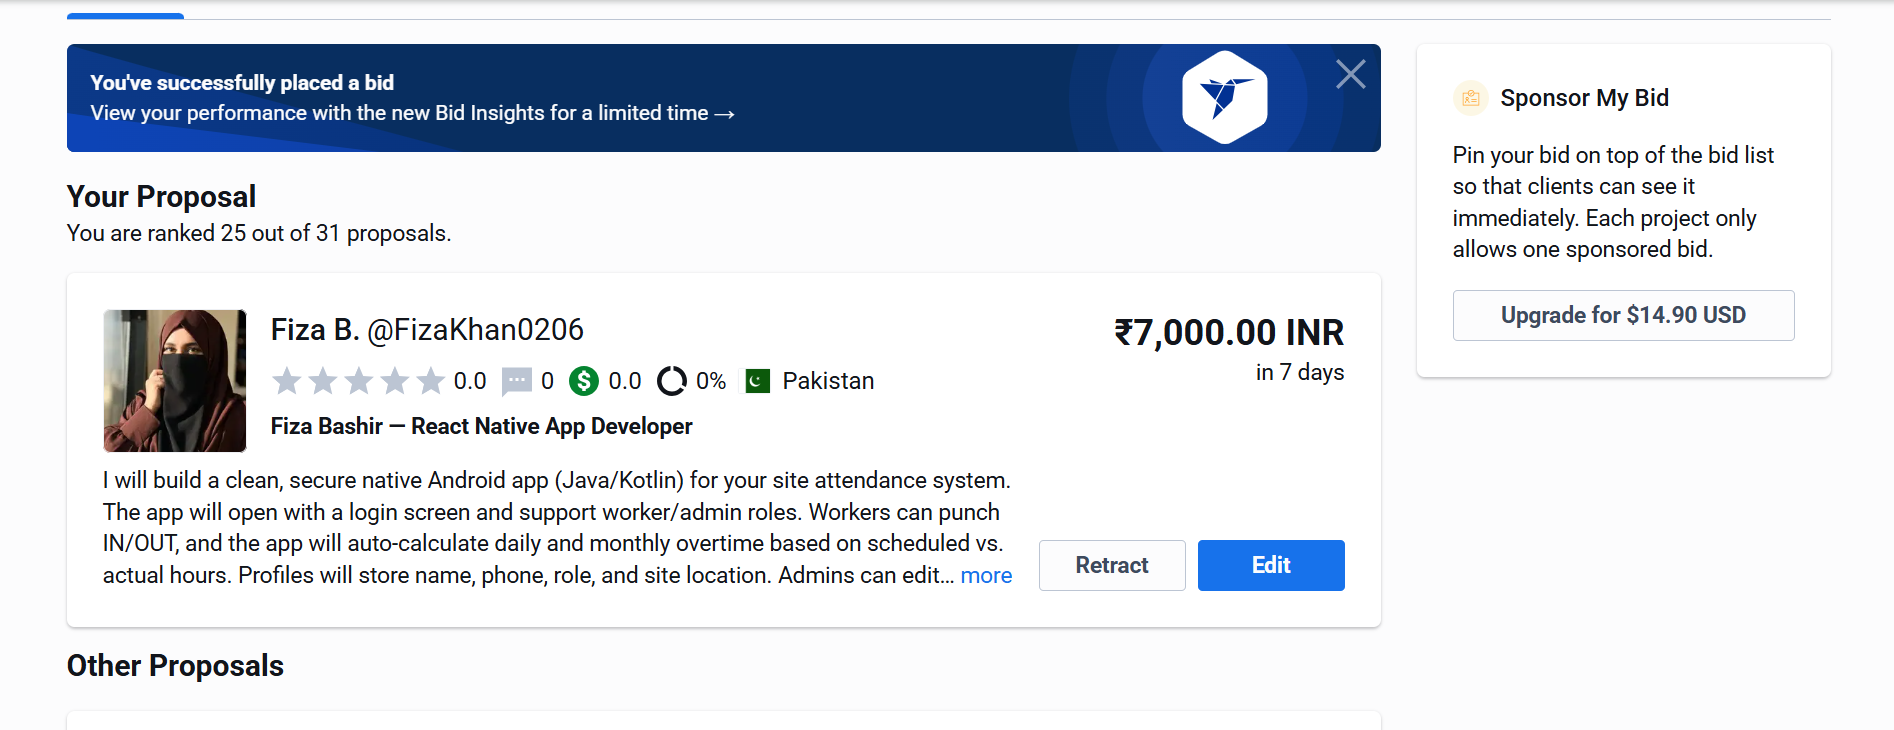 You've successfully placed a bid
View your performance with the new Bid Insights for a limited time →
Your Proposal
You are ranked 25 out of 31 proposals.
Fiza B. @FizaKhan0206
0.0 0 0.0 0% Pakistan
Fiza Bashir — React Native App Developer
₹7,000.00 INR
in 7 days
I will build a clean, secure native Android app (Java/Kotlin) for your site attendance system.
The app will open with a login screen and support worker/admin roles. Workers can punch
IN/OUT, and the app will auto-calculate daily and monthly overtime based on scheduled vs.
actual hours. Profiles will store name, phone, role, and site location. Admins can edit... more
Retract
Edit
Other Proposals
Sponsor My Bid
Pin your bid on top of the bid list
so that clients can see it
immediately. Each project only
allows one sponsored bid.
Upgrade for $14.90 USD